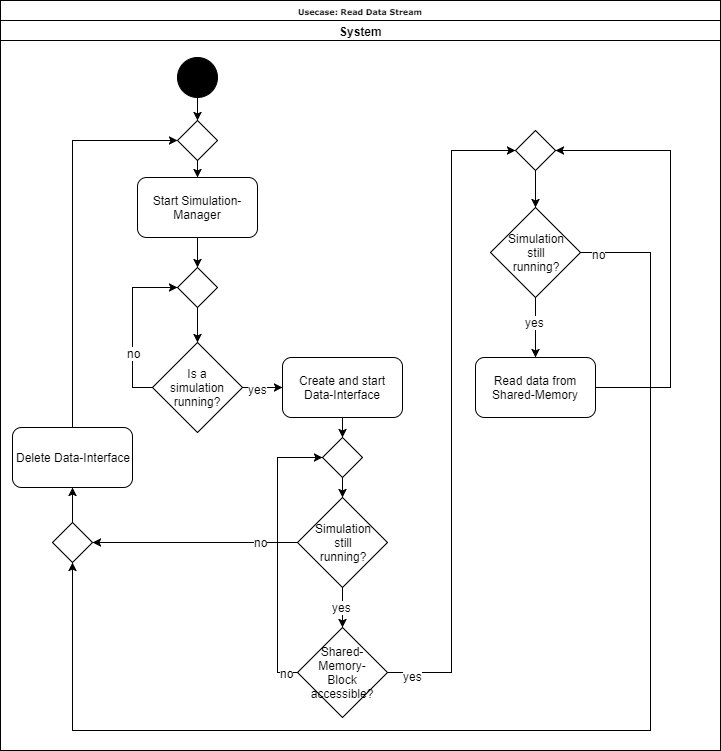 Usecase: Read Data Stream
System
Start Simulation-
Manager
no
Is a
simulation
running?
yes
Create and start
Data-Interface
Delete Data-Interface
Simulation
still
running?
no
yes
Shared-
Memory-
Block
accessible?
no
yes
Simulation
still
running?
no
yes
Read data from
Shared-Memory